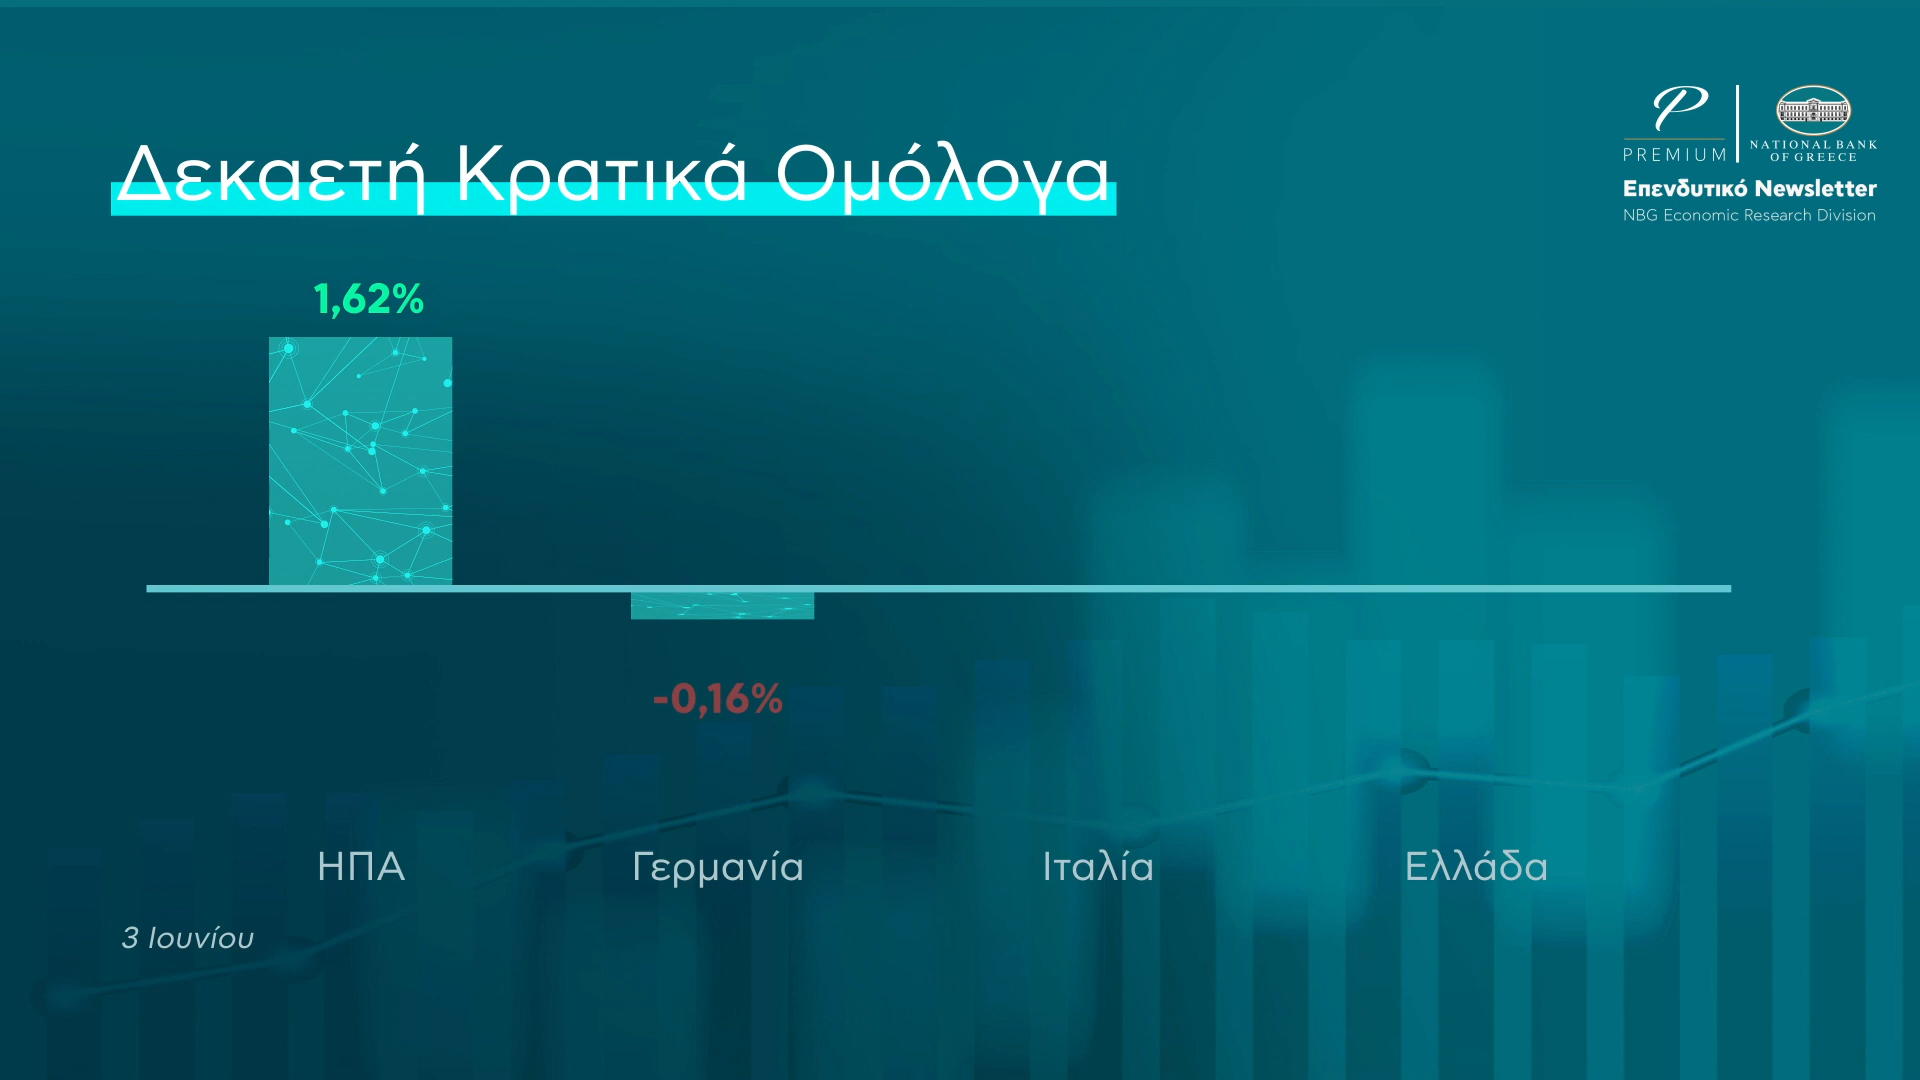 PREMIUM
NATIONAL BANK
OF GREECE
Επενδυτικό Newsletter
NBG Economic Research Division
Δεκαετή Κρατικά Ομόλογα
1,62%
-0,16%
ΗΠΑ
Γερμανία
Ιταλία
Ελλάδα
3 Ιουνίου